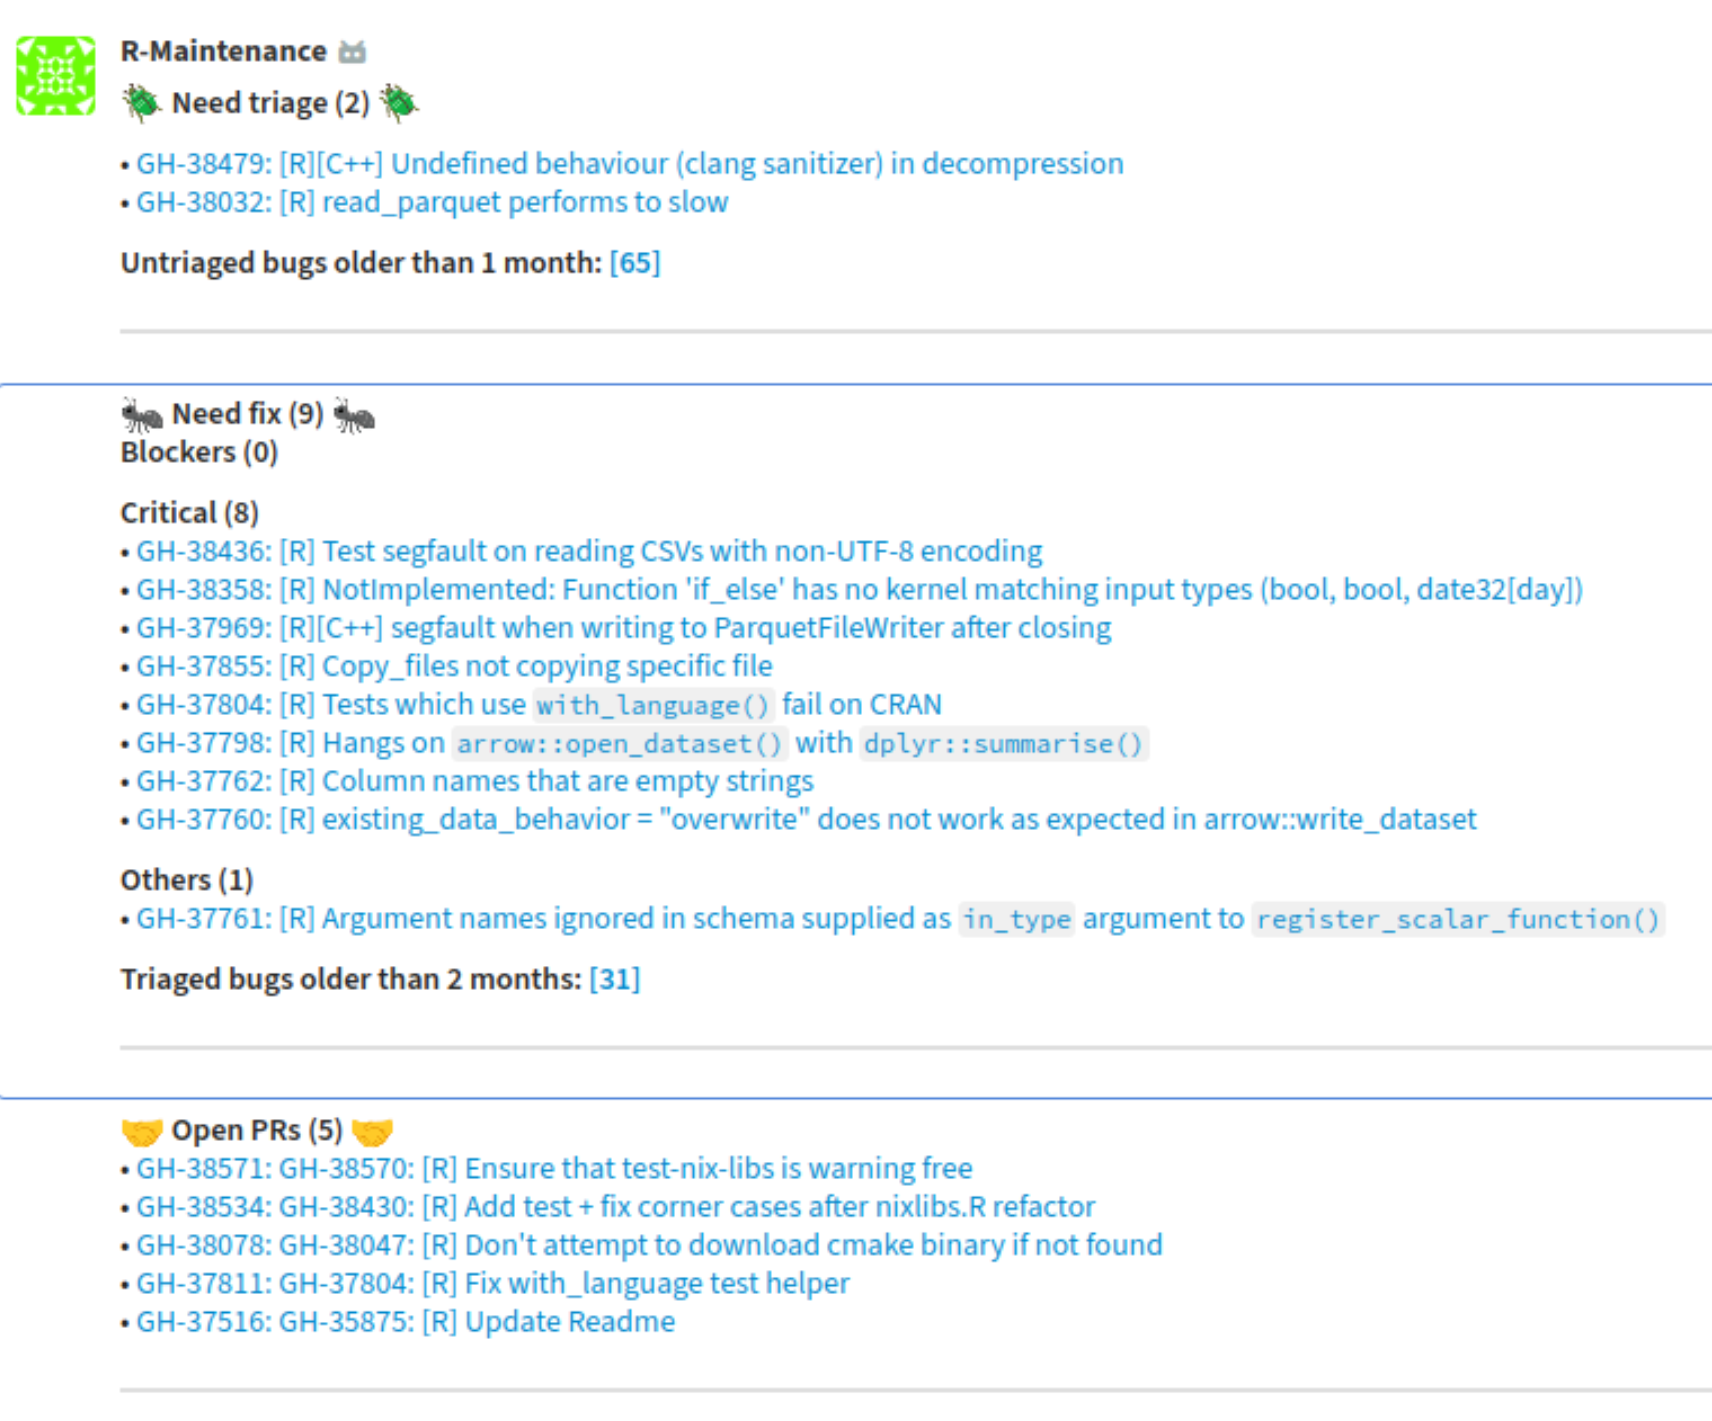 R-Maintenance
Need triage (2)
• GH-38479: [R][C++] Undefined behaviour (clang sanitizer) in decompression
• GH-38032: [R] read_parquet performs to slow
Untriaged bugs older than 1 month: [65]
Need fix (9)
Blockers (0)
Critical (8)
• GH-38436: [R] Test segfault on reading CSVs with non-UTF-8 encoding
• GH-38358: [R] NotImplemented: Function 'if_else' has no kernel matching input types (bool, bool, date32[day])
• GH-37969: [R][C++] segfault when writing to ParquetFileWriter after closing
• GH-37855: [R] Copy_files not copying specific file
• GH-37804: [R] Tests which use with_language() fail on CRAN
• GH-37798: [R] Hangs on arrow::open_dataset() with dplyr::summarise()
• GH-37762: [R] Column names that are empty strings
• GH-37760: [R] existing_data_behavior = "overwrite" does not work as expected in arrow::write_dataset
Others (1)
• GH-37761: [R] Argument names ignored in schema supplied as in_type argument to register_scalar_function()
Triaged bugs older than 2 months: [31]
Open PRs (5)
• GH-38571: GH-38570: [R] Ensure that test-nix-libs is warning free
• GH-38534: GH-38430: [R] Add test + fix corner cases after nixlibs.R refactor
• GH-38078: GH-38047: [R] Don't attempt to download cmake binary if not found
• GH-37811: GH-37804: [R] Fix with_language test helper
• GH-37516: GH-35875: [R] Update Readme